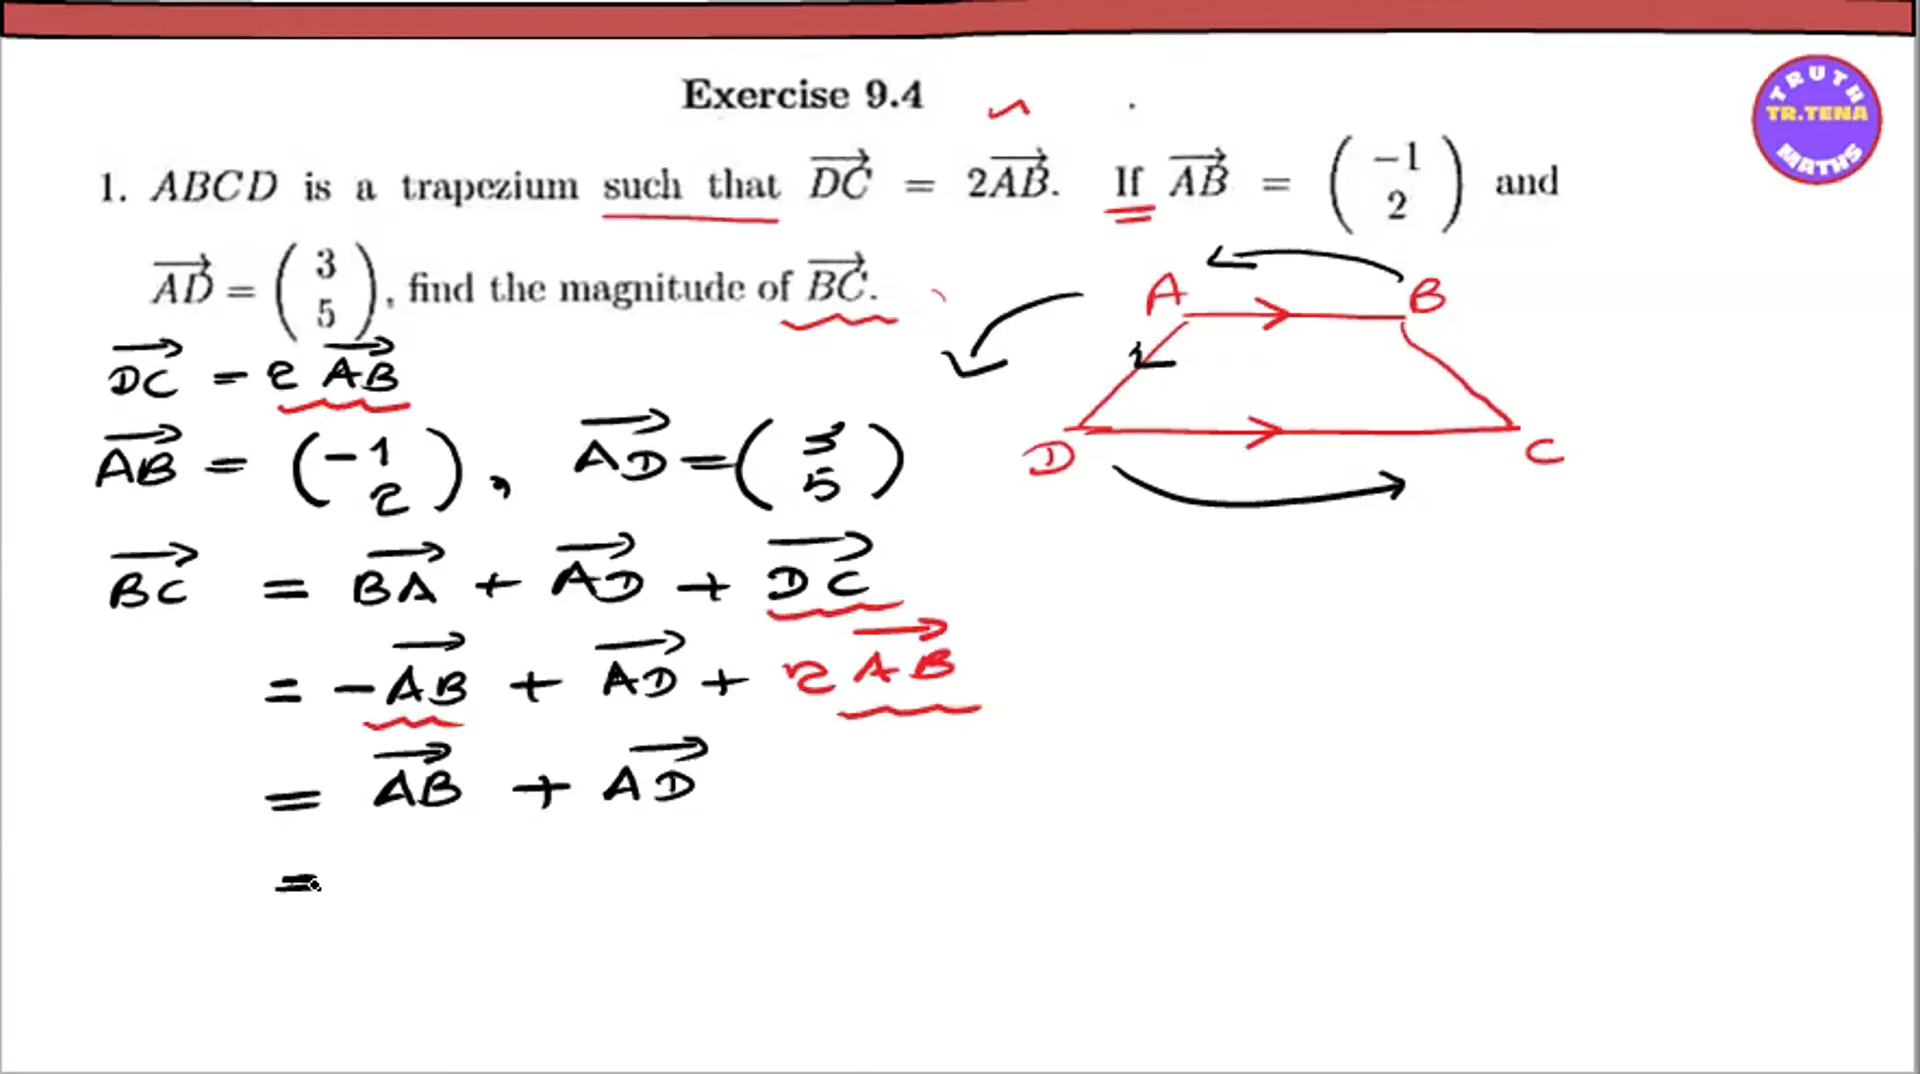 Exercise 9.4
TRUTH
TR.TENA
MATHS
1. ABCD is a trapezium such that DC→ = 2AB→. If AB→ = (-1 2) and
AD→ = (3 5), find the magnitude of BC→.
A B
D C
DC→ = 2 AB→
AB→ = (-1 2), AD→ = (3 5)
BC→ = BA→ + AD→ + DC→
= -AB→ + AD→ + 2 AB→
= AB→ + AD→
=